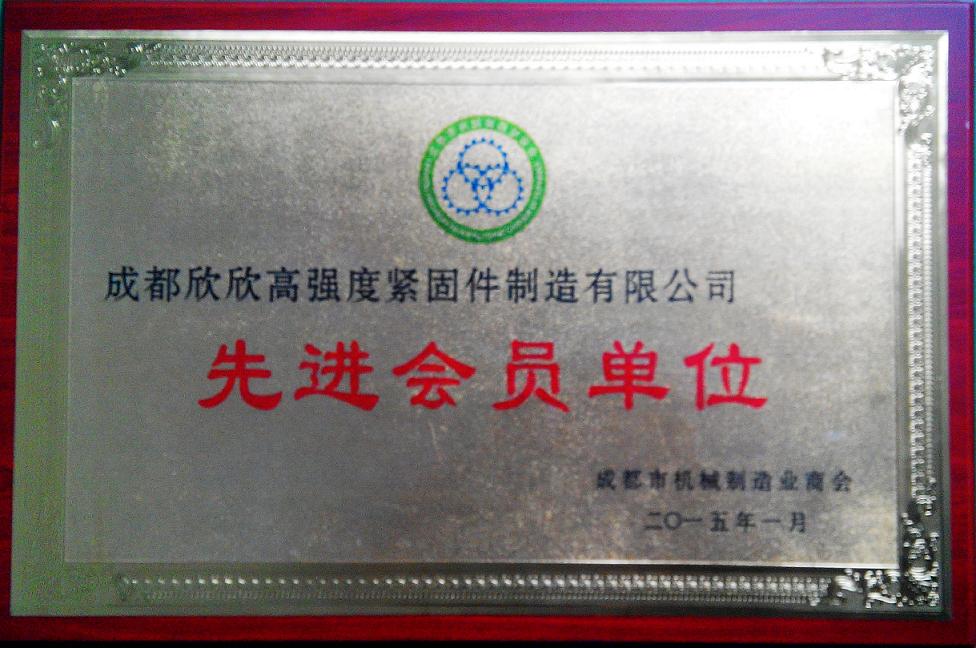 成都欣欣高强度紧固件制造有限公司
先进会员单位
成都市机械制造业商会
二〇一五年一月